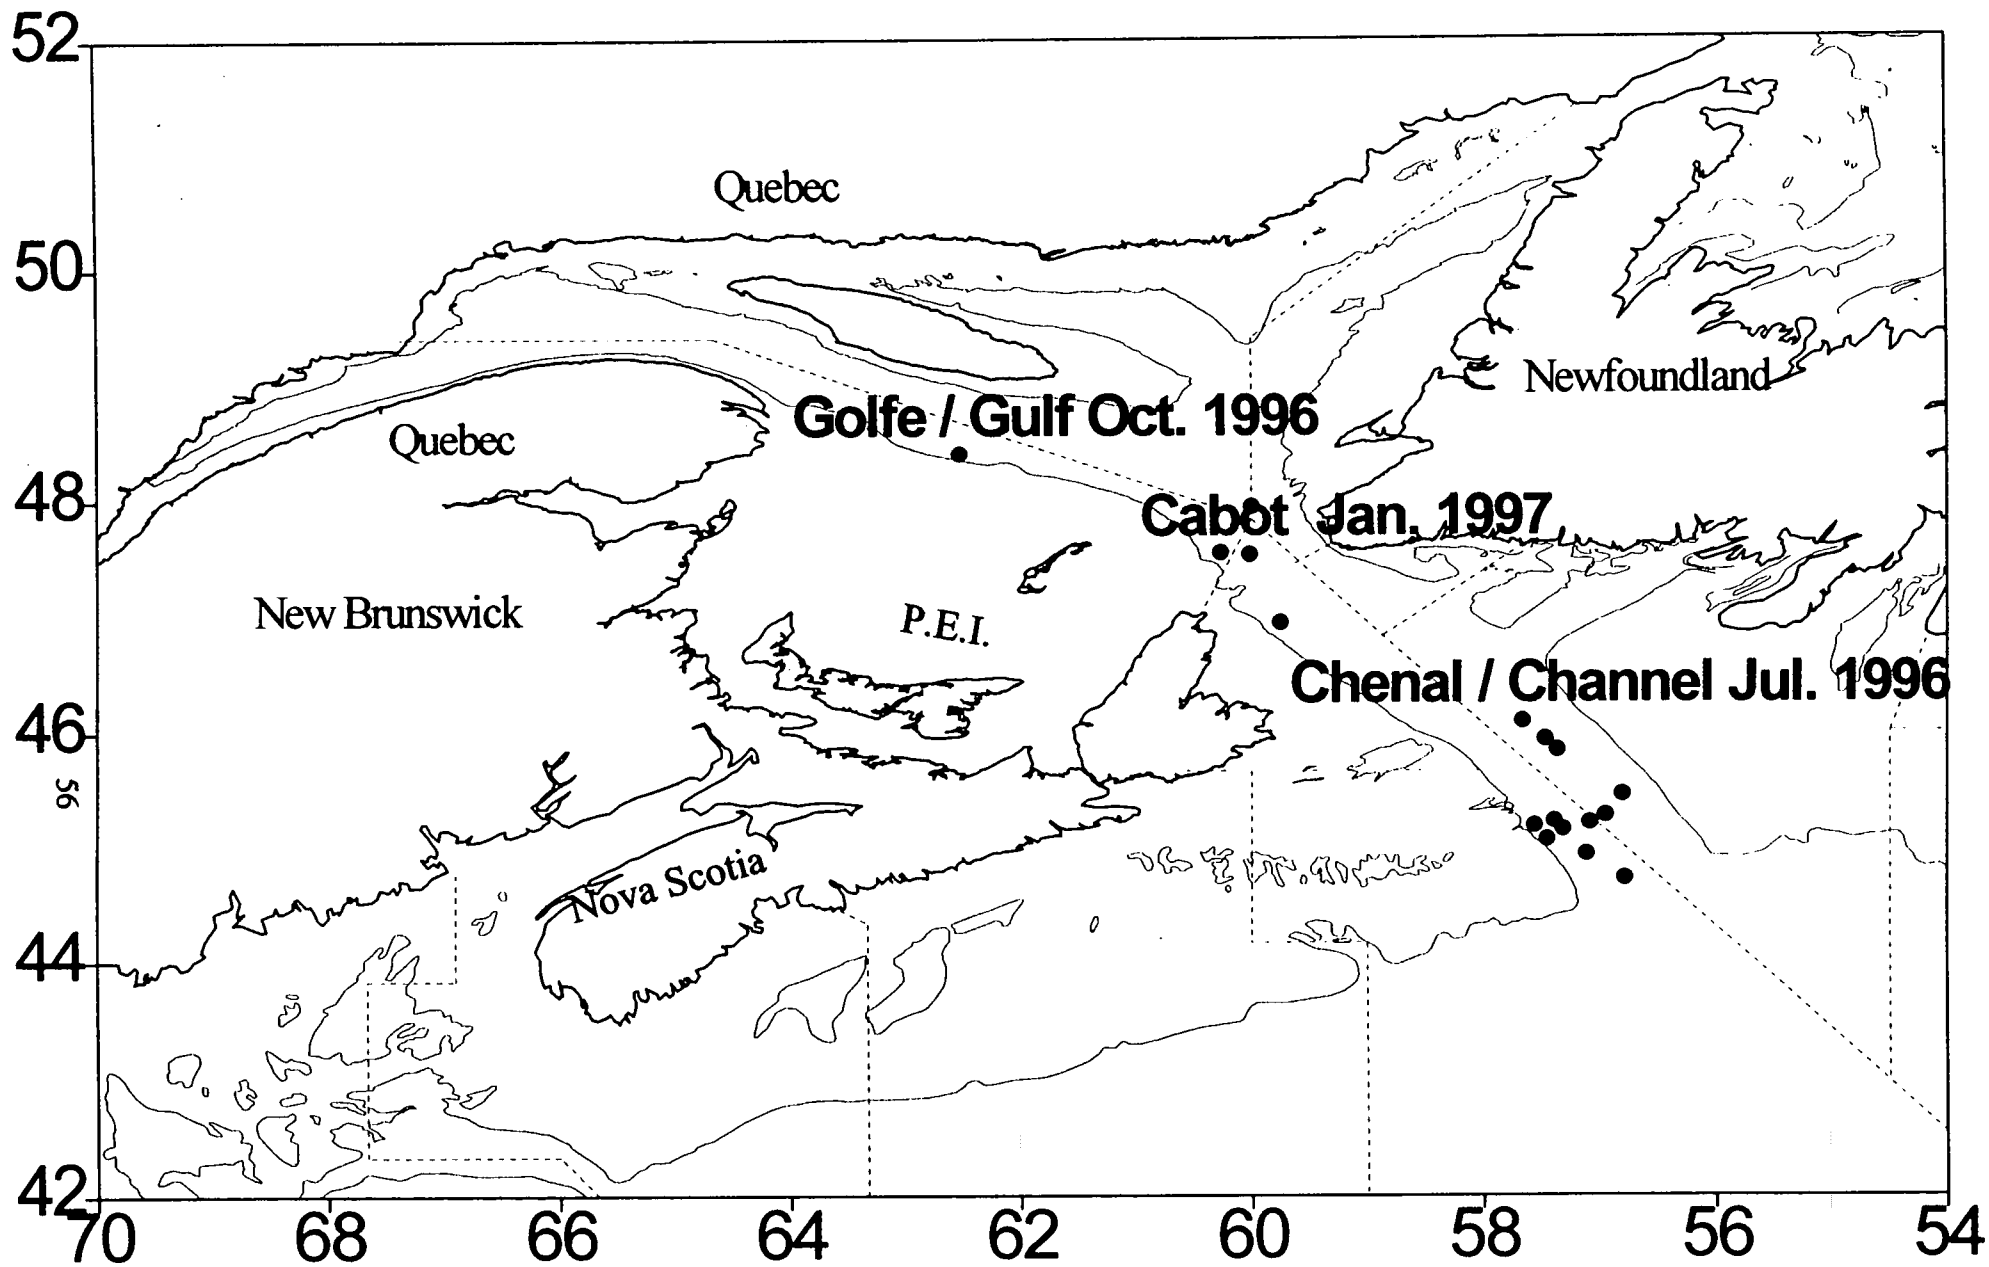 52
Quebec
50
Newfoundland
Golfe / Gulf Oct. 1996
Quebec
48
Cabot Jan. 1997
New Brunswick
P.E.I.
Chenal / Channel Jul. 1996
46
56
Nova Scotia
44
42
70 68 66 64 62 60 58 56 54